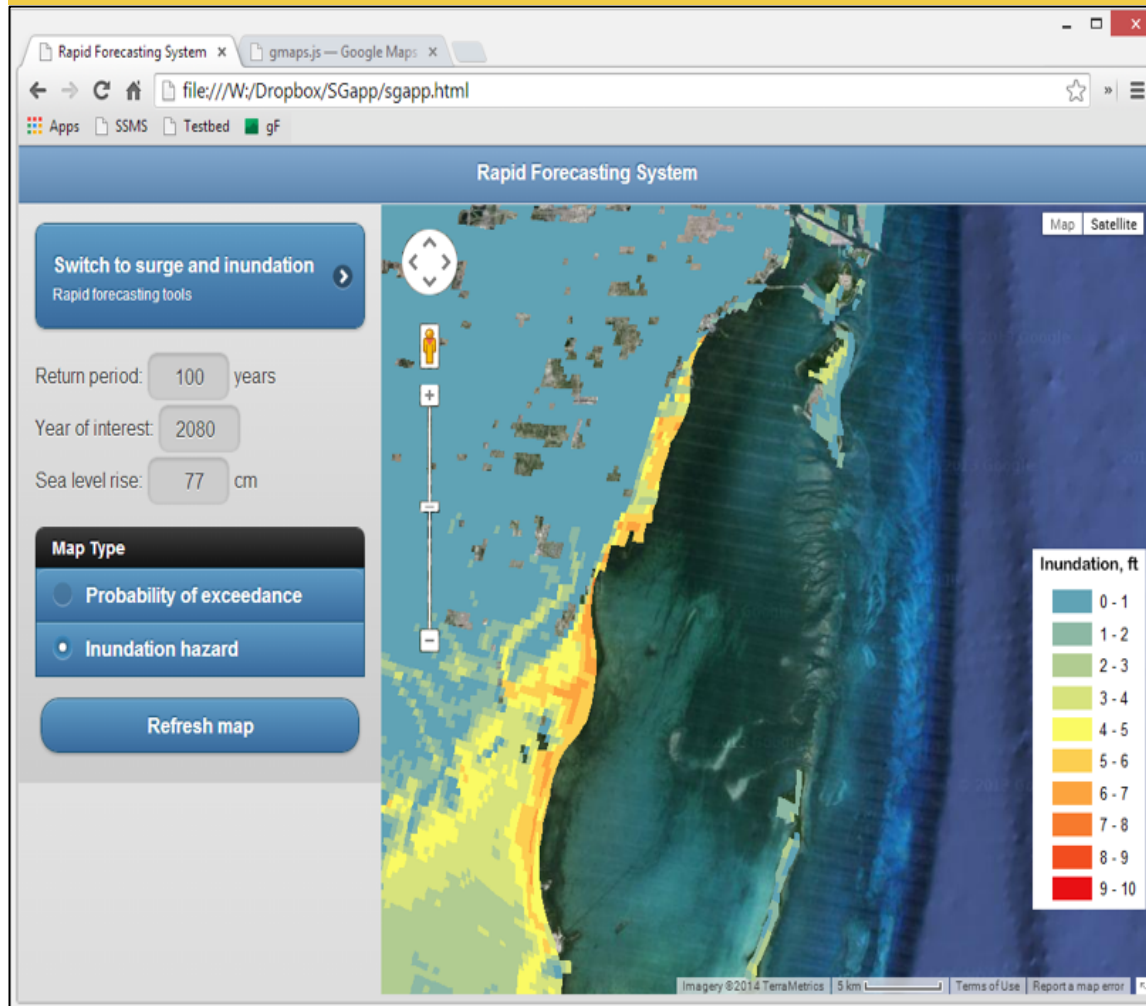 Rapid Forecasting System
gmaps.js — Google Maps
file:///W:/Dropbox/SGapp/sgapp.html
Apps SSMS Testbed gF
Rapid Forecasting System
Switch to surge and inundation
Rapid forecasting tools
Return period: 100 years
Year of interest: 2080
Sea level rise: 77 cm
Map Type
Probability of exceedance
Inundation hazard
Refresh map
Map Satellite
Inundation, ft
0 - 1
1 - 2
2 - 3
3 - 4
4 - 5
5 - 6
6 - 7
7 - 8
8 - 9
9 - 10
Imagery ©2014 TerraMetrics 5 km Terms of Use Report a map error